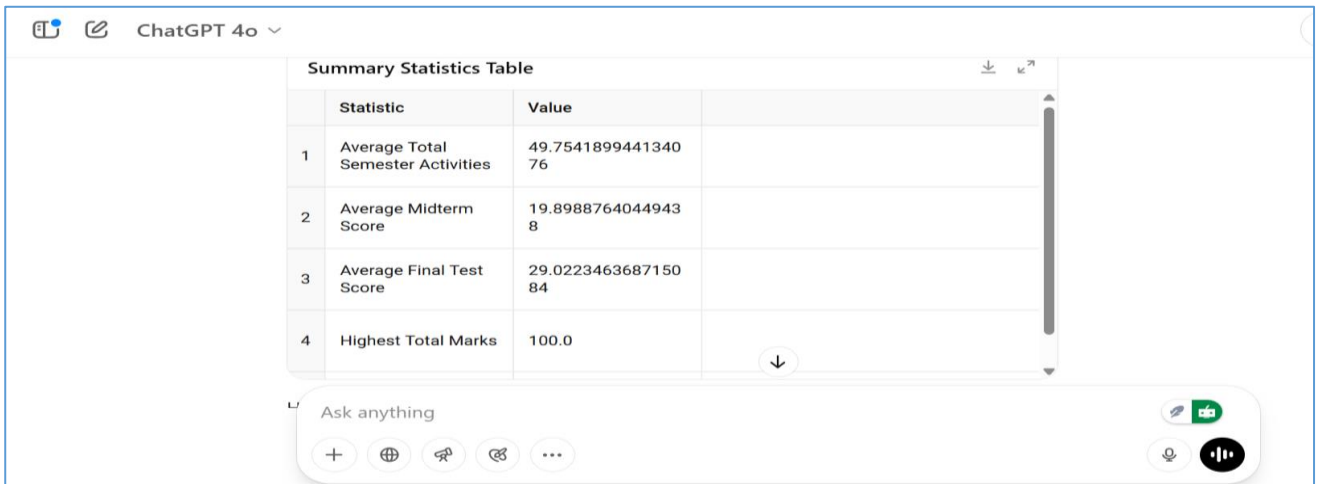 ChatGPT 4o
Summary Statistics Table
Statistic Value
1 Average Total
Semester Activities 49.7541899441340
76
2 Average Midterm
Score 19.8988764044943
8
3 Average Final Test
Score 29.0223463687150
84
4 Highest Total Marks 100.0
Ask anything